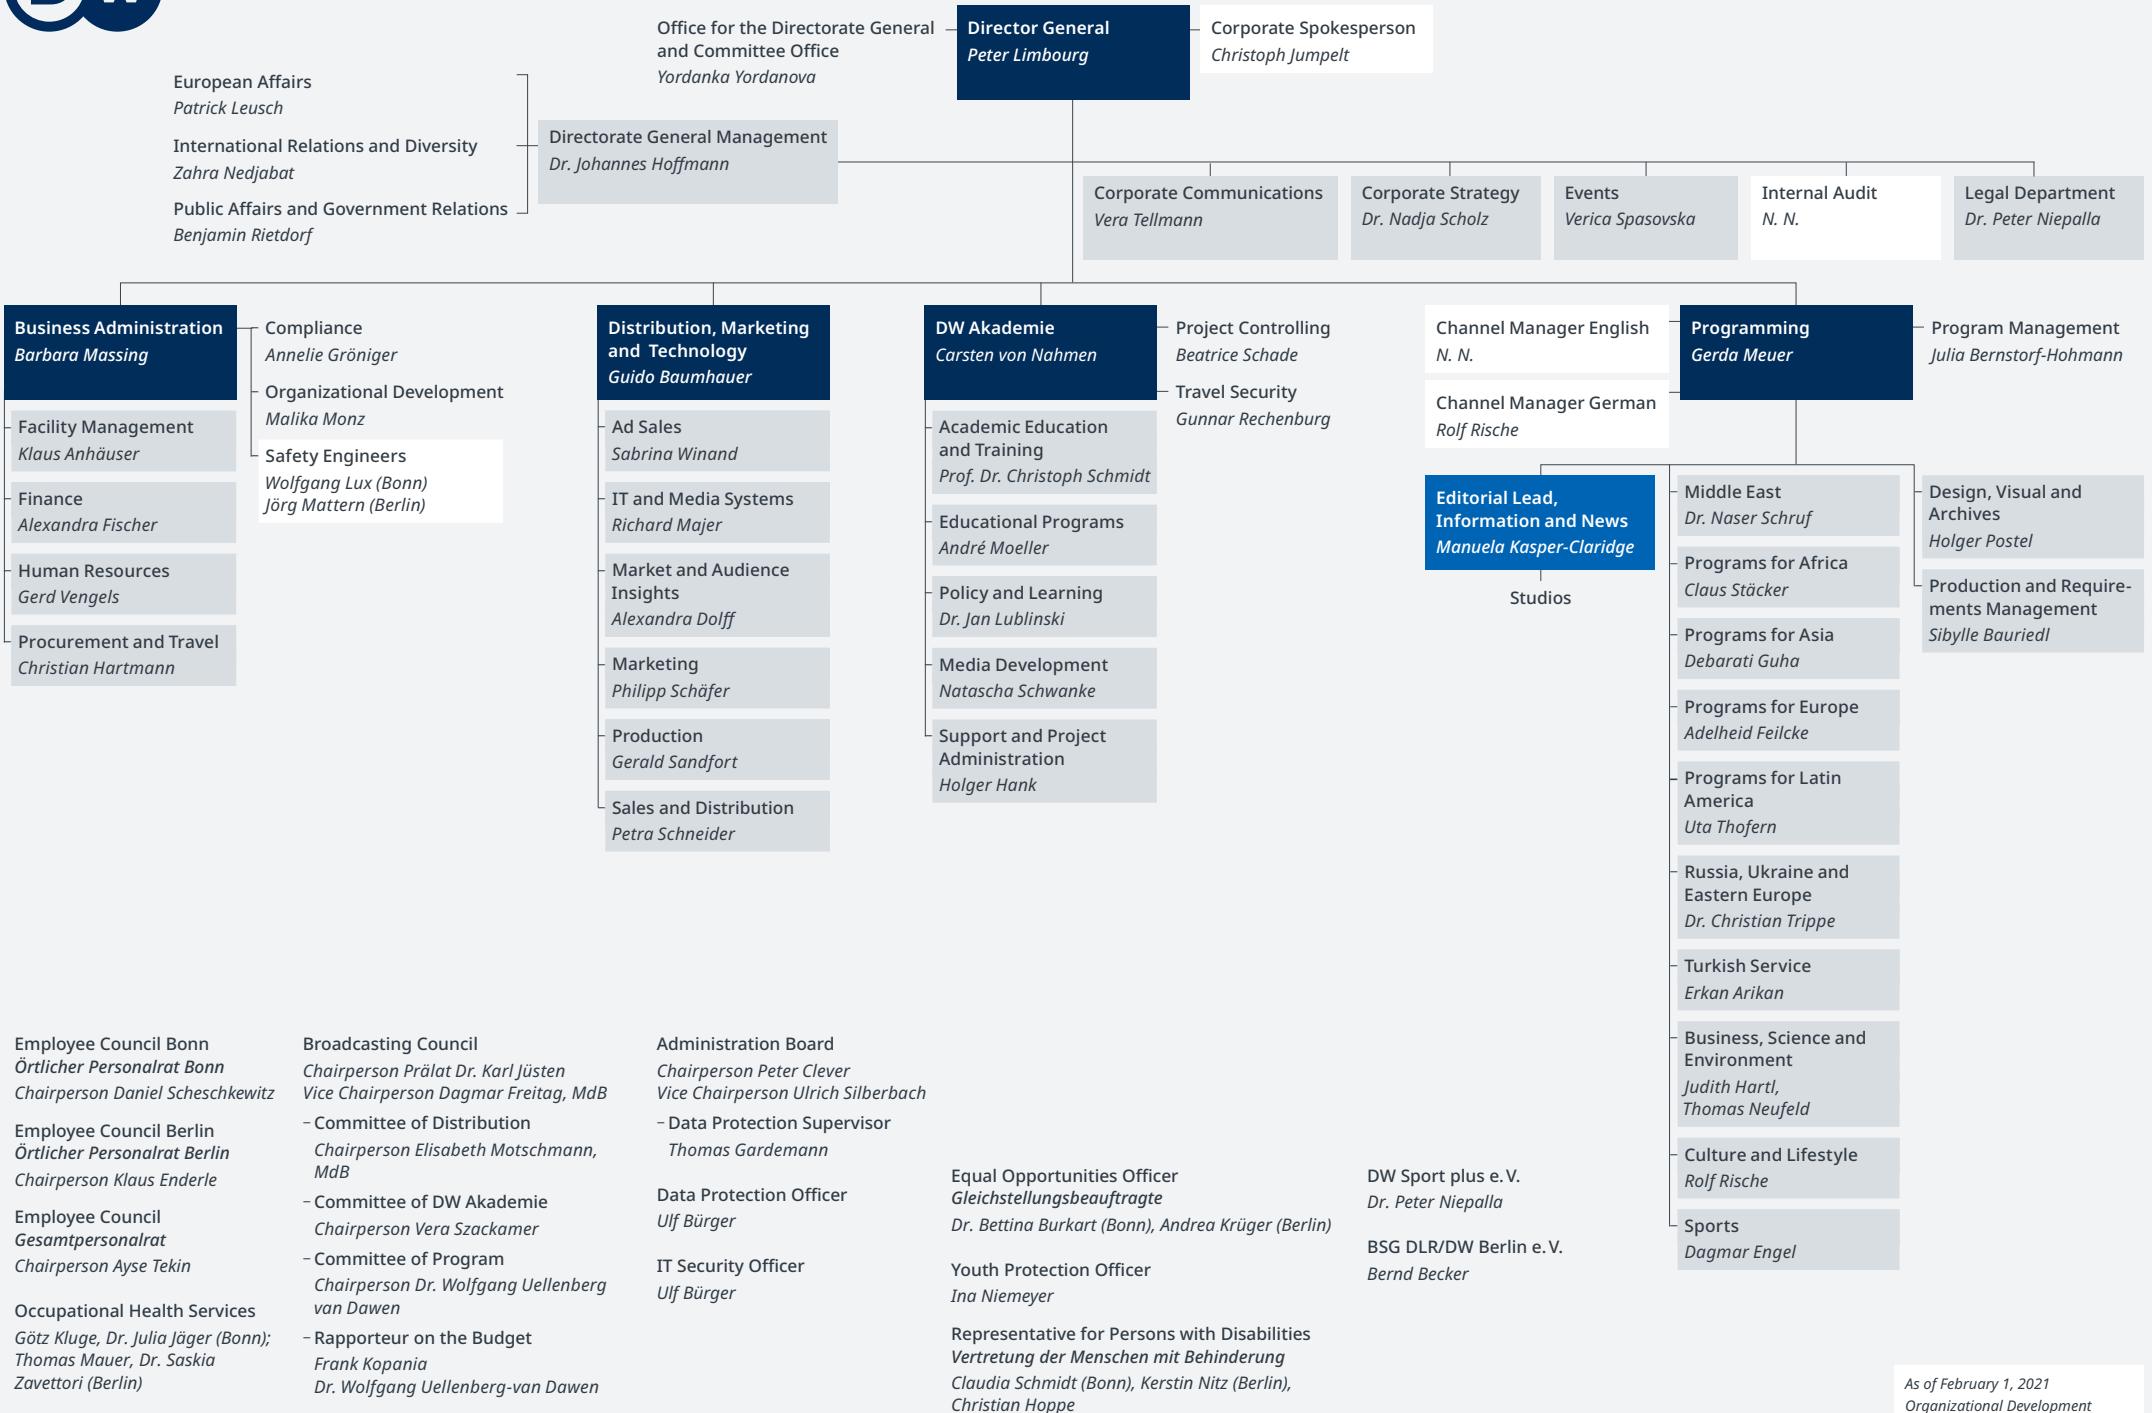 DW
Office for the Directorate General
and Committee Office
Yordanka Yordanova
Director General
Peter Limbourg
Corporate Spokesperson
Christoph Jumpelt
European Affairs
Patrick Leusch
International Relations and Diversity
Zahra Nedjabat
Public Affairs and Government Relations
Benjamin Rietdorf
Directorate General Management
Dr. Johannes Hoffmann
Corporate Communications
Vera Tellmann
Corporate Strategy
Dr. Nadja Scholz
Events
Verica Spasovska
Internal Audit
N. N.
Legal Department
Dr. Peter Niepalla
Business Administration
Barbara Massing
Compliance
Annelie Gröniger
Organizational Development
Malika Monz
Safety Engineers
Wolfgang Lux (Bonn)
Jörg Mattern (Berlin)
Facility Management
Klaus Anhäuser
Finance
Alexandra Fischer
Human Resources
Gerd Vengels
Procurement and Travel
Christian Hartmann
Distribution, Marketing
and Technology
Guido Baumhauer
Ad Sales
Sabrina Winand
IT and Media Systems
Richard Majer
Market and Audience
Insights
Alexandra Dolff
Marketing
Philipp Schäfer
Production
Gerald Sandfort
Sales and Distribution
Petra Schneider
DW Akademie
Carsten von Nahmen
Project Controlling
Beatrice Schade
Travel Security
Gunnar Rechenburg
Academic Education
and Training
Prof. Dr. Christoph Schmidt
Educational Programs
André Moeller
Policy and Learning
Dr. Jan Lublinski
Media Development
Natascha Schwanke
Support and Project
Administration
Holger Hank
Channel Manager English
N. N.
Channel Manager German
Rolf Rische
Programming
Gerda Meuer
Program Management
Julia Bernstorf-Hohmann
Editorial Lead,
Information and News
Manuela Kasper-Claridge
Studios
Middle East
Dr. Naser Schruf
Programs for Africa
Claus Stäcker
Programs for Asia
Debarati Guha
Programs for Europe
Adelheid Feilcke
Programs for Latin
America
Uta Thofern
Russia, Ukraine and
Eastern Europe
Dr. Christian Trippe
Turkish Service
Erkan Arikan
Business, Science and
Environment
Judith Hartl,
Thomas Neufeld
Culture and Lifestyle
Rolf Rische
Sports
Dagmar Engel
Design, Visual and
Archives
Holger Postel
Production and Require-
ments Management
Sibylle Bauriedl
Employee Council Bonn
Örtlicher Personalrat Bonn
Chairperson Daniel Scheschkewitz
Employee Council Berlin
Örtlicher Personalrat Berlin
Chairperson Klaus Enderle
Employee Council
Gesamtpersonalrat
Chairperson Ayse Tekin
Occupational Health Services
Götz Kluge, Dr. Julia Jäger (Bonn);
Thomas Mauer, Dr. Saskia
Zavettori (Berlin)
Broadcasting Council
Chairperson Prälat Dr. Karl Jüsten
Vice Chairperson Dagmar Freitag, MdB
– Committee of Distribution
Chairperson Elisabeth Motschmann,
MdB
– Committee of DW Akademie
Chairperson Vera Szackamer
– Committee of Program
Chairperson Dr. Wolfgang Uellenberg
van Dawen
– Rapporteur on the Budget
Frank Kopania
Dr. Wolfgang Uellenberg-van Dawen
Administration Board
Chairperson Peter Clever
Vice Chairperson Ulrich Silberbach
– Data Protection Supervisor
Thomas Gardemann
Data Protection Officer
Ulf Bürger
IT Security Officer
Ulf Bürger
Equal Opportunities Officer
Gleichstellungsbeauftragte
Dr. Bettina Burkart (Bonn), Andrea Krüger (Berlin)
Youth Protection Officer
Ina Niemeyer
Representative for Persons with Disabilities
Vertretung der Menschen mit Behinderung
Claudia Schmidt (Bonn), Kerstin Nitz (Berlin),
Christian Hoppe
DW Sport plus e. V.
Dr. Peter Niepalla
BSG DLR/DW Berlin e. V.
Bernd Becker
As of February 1, 2021
Organizational Development